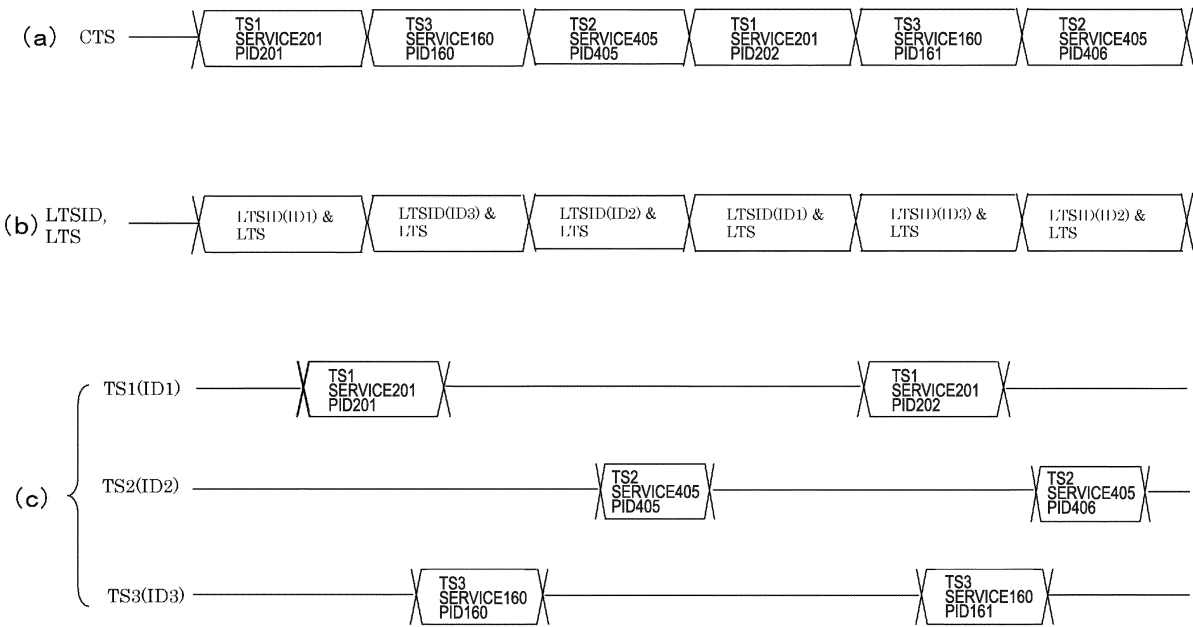 (a) CTS
TS1
SERVICE201
PID201
TS3
SERVICE160
PID160
TS2
SERVICE405
PID405
TS1
SERVICE201
PID202
TS3
SERVICE160
PID161
TS2
SERVICE405
PID406
(b) LTSID,
LTS
LTSID(ID1) &
LTS
LTSID(ID3) &
LTS
LTSID(ID2) &
LTS
LTSID(ID1) &
LTS
LTSID(ID3) &
LTS
LTSID(ID2) &
LTS
(c)
TS1(ID1)
TS1
SERVICE201
PID201
TS1
SERVICE201
PID202
TS2(ID2)
TS2
SERVICE405
PID405
TS2
SERVICE405
PID406
TS3(ID3)
TS3
SERVICE160
PID160
TS3
SERVICE160
PID161